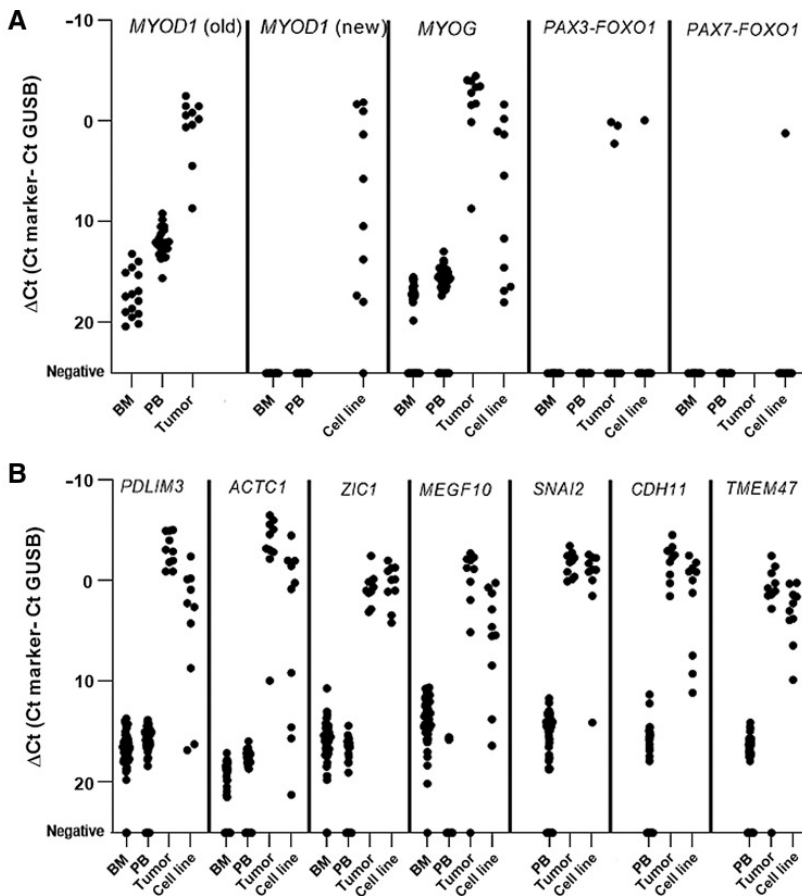 A
MYOD1 (old) MYOD1 (new) MYOG PAX3-FOXO1 PAX7-FOXO1
ΔCt (Ct marker- Ct GUSB)
-10
0
10
20
Negative
BM PB Tumor BM PB Cell line BM PB Tumor Cell line BM PB Tumor Cell line BM PB Tumor Cell line
B
PDLIM3 ACTC1 ZIC1 MEGF10 SNAI2 CDH11 TMEM47
ΔCt (Ct marker- Ct GUSB)
-10
0
10
20
Negative
BM PB Tumor Cell line BM PB Tumor Cell line BM PB Tumor Cell line BM PB Tumor Cell line PB Tumor Cell line PB Tumor Cell line PB Tumor Cell line